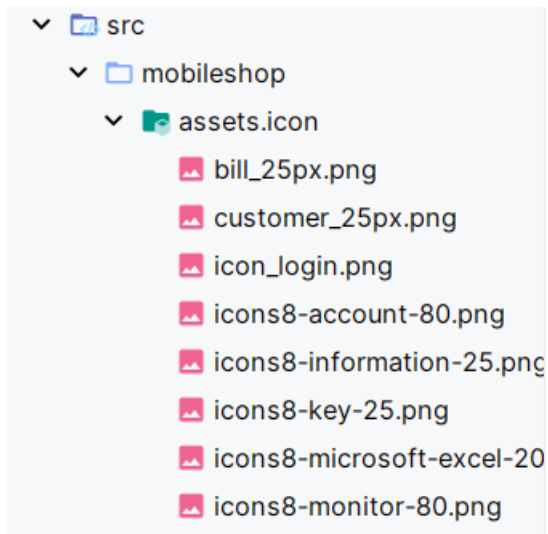 src
mobileshop
assets.icon
bill_25px.png
customer_25px.png
icon_login.png
icons8-account-80.png
icons8-information-25.png
icons8-key-25.png
icons8-microsoft-excel-20
icons8-monitor-80.png